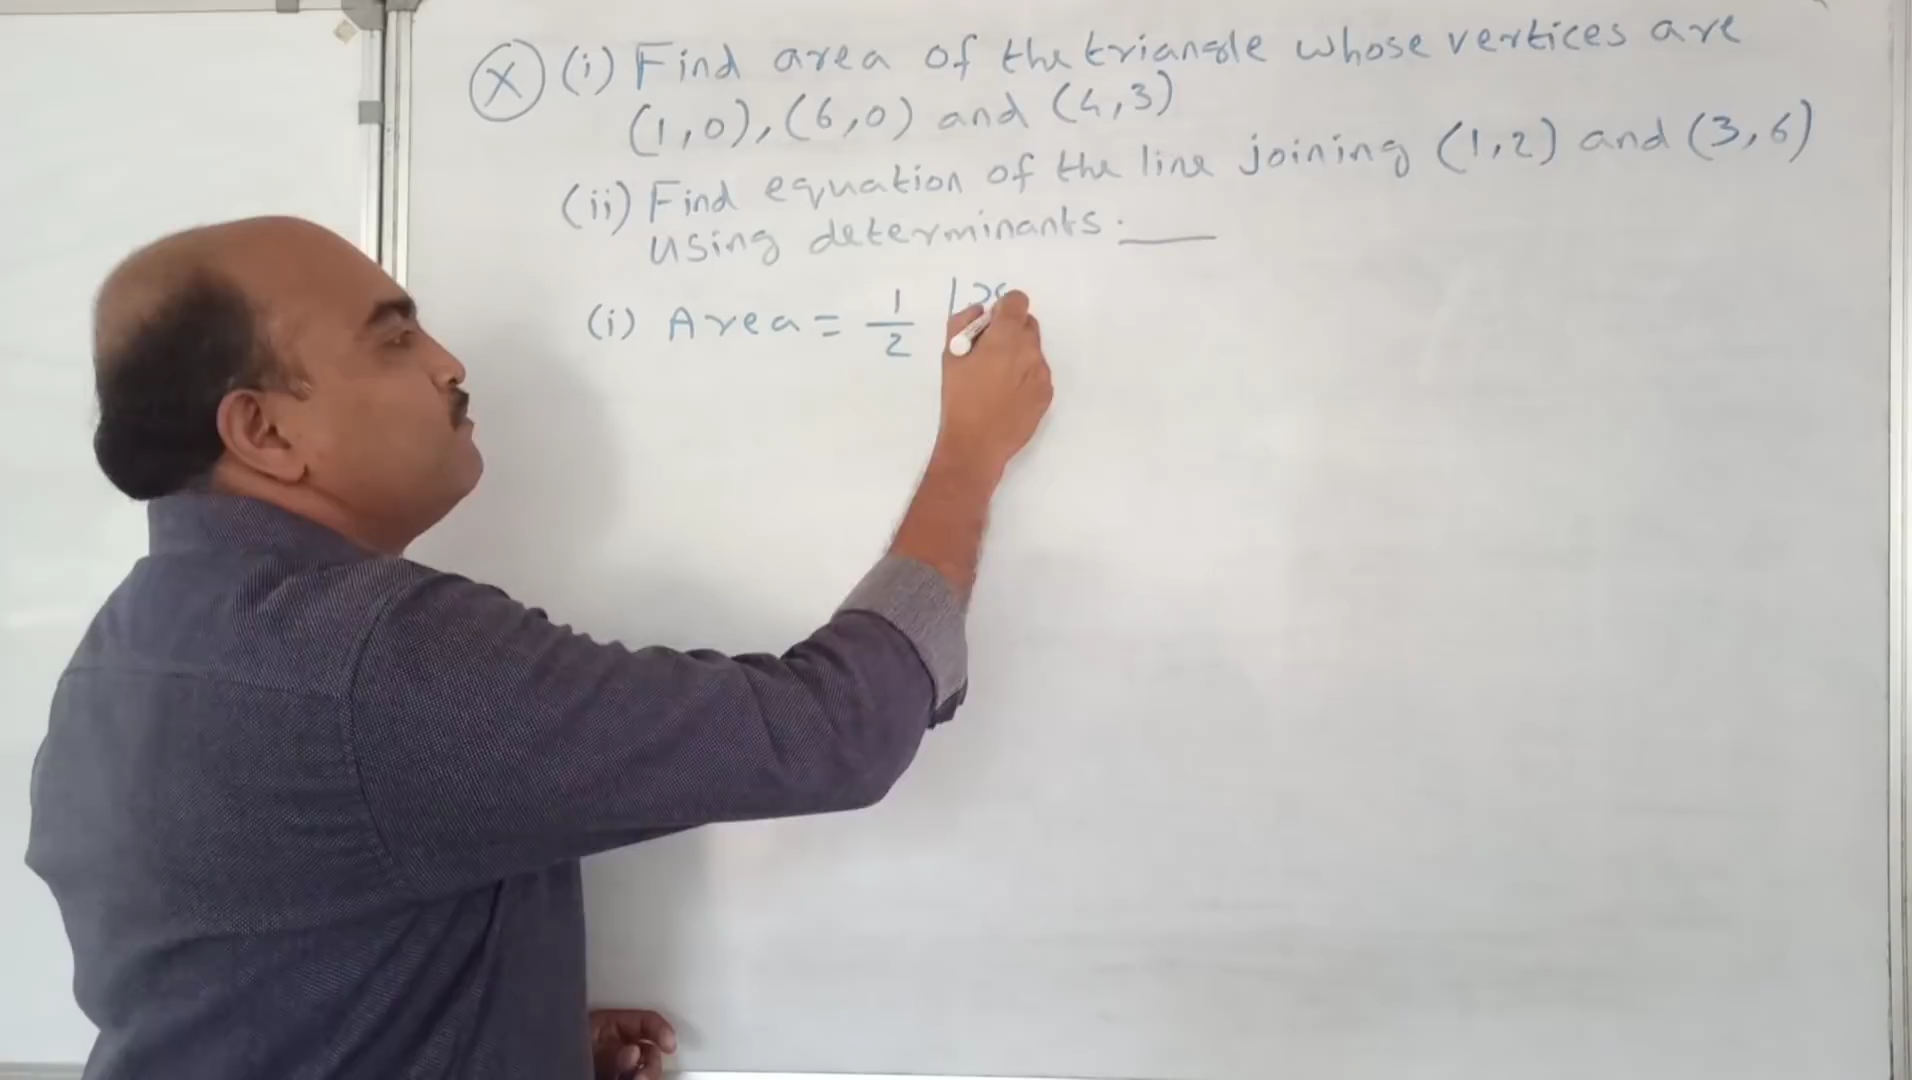 (X) (i) Find area of the triangle whose vertices are
(1,0), (6,0) and (4,3)
(ii) Find equation of the line joining (1,2) and (3,6)
using determinants.
(i) Area = 1/2 |